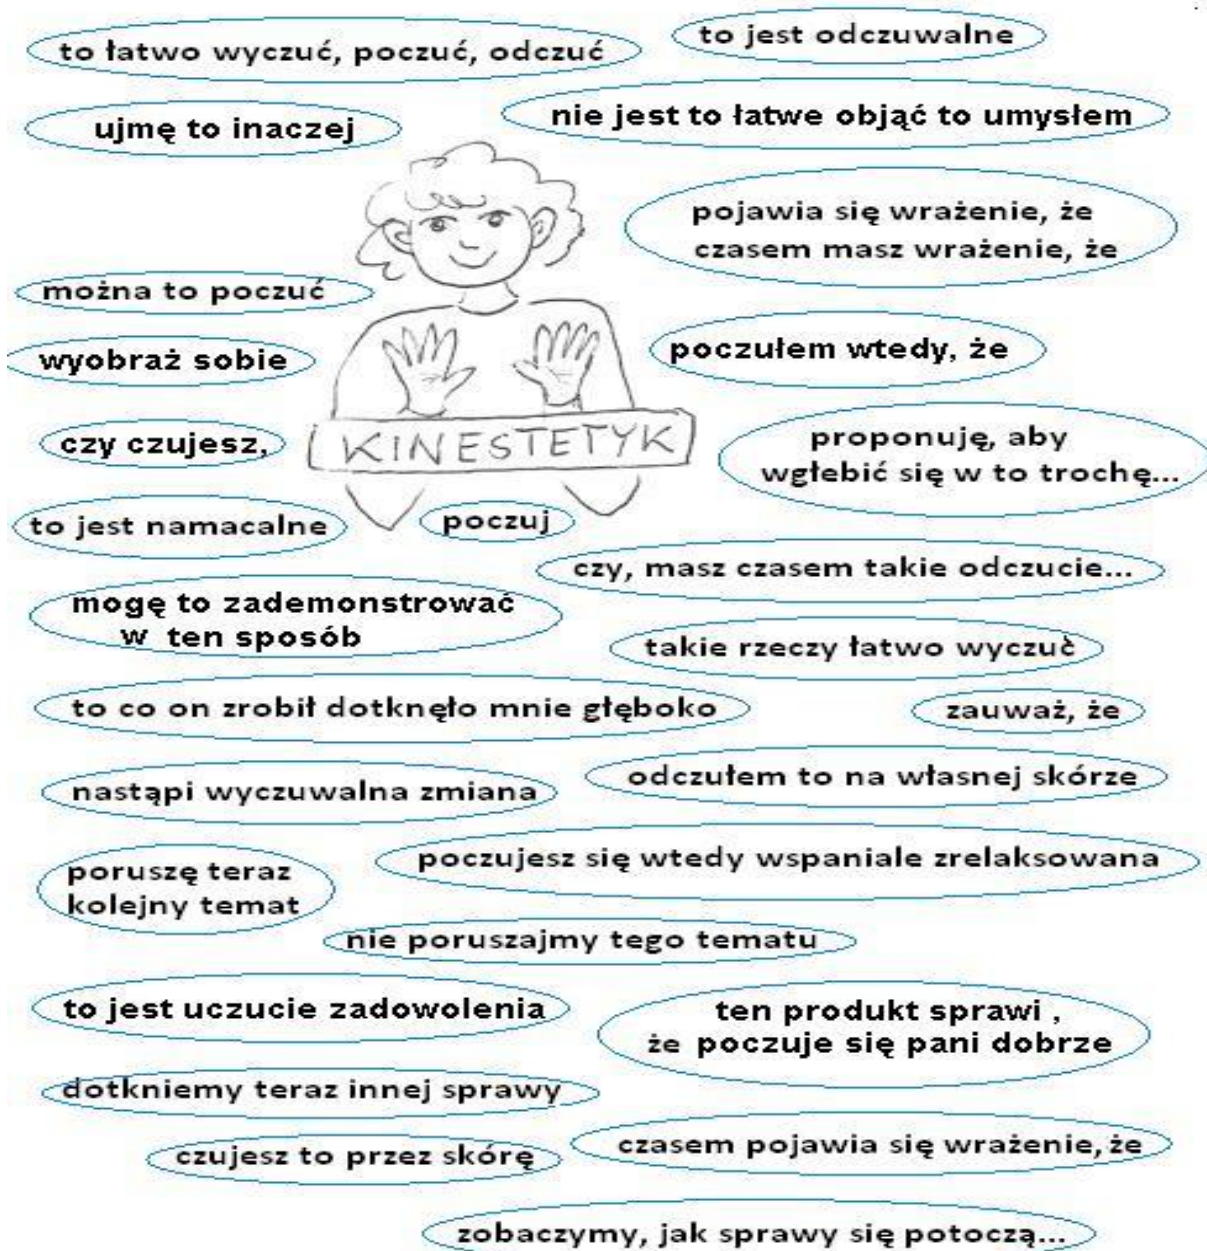 to łatwo wyczuć, poczuć, odczuć
to jest odczuwalne
ujmę to inaczej
nie jest to łatwe objąć to umysłem
pojawia się wrażenie, że
czasem masz wrażenie, że
można to poczuć
wyobraź sobie
poczułem wtedy, że
czy czujesz,
KINESTETYK
proponuję, aby
wgłebić się w to trochę...
to jest namacalne
poczuj
czy, masz czasem takie odczucie...
mogę to zademonstrować
w ten sposób
takie rzeczy łatwo wyczuć
to co on zrobił dotknęło mnie głęboko
zauważ, że
nastąpi wyczuwalna zmiana
odczułem to na własnej skórze
poruszę teraz
kolejny temat
poczujesz się wtedy wspaniale zrelaksowana
nie poruszajmy tego tematu
to jest uczucie zadowolenia
ten produkt sprawi ,
że poczuje się pani dobrze
dotkniemy teraz innej sprawy
czujesz to przez skórę
czasem pojawia się wrażenie, że
zobaczymy, jak sprawy się potoczą...